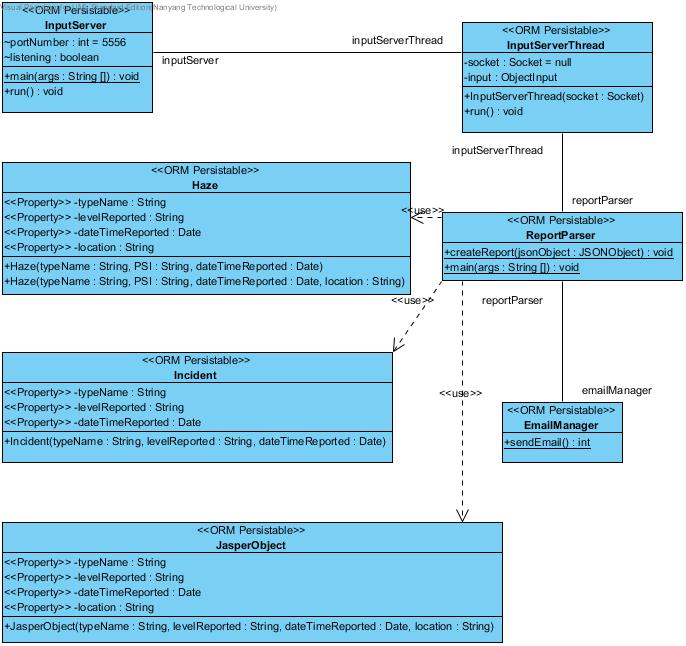 Visual Paradigm for UML Standard Edition(Nanyang Technological University)
<<ORM Persistable>>
InputServer
~portNumber : int = 5556
~listening : boolean
+main(args : String []) : void
+run() : void
inputServer
inputServerThread
<<ORM Persistable>>
InputServerThread
-socket : Socket = null
-input : ObjectInput
+InputServerThread(socket : Socket)
+run() : void
inputServerThread
reportParser
<<ORM Persistable>>
Haze
<<Property>> -typeName : String
<<Property>> -levelReported : String
<<Property>> -dateTimeReported : Date
<<Property>> -location : String
+Haze(typeName : String, PSI : String, dateTimeReported : Date)
+Haze(typeName : String, PSI : String, dateTimeReported : Date, location : String)
<<use>>
<<ORM Persistable>>
ReportParser
+createReport(jsonObject : JSONObject) : void
+main(args : String []) : void
<<use>>
reportParser
<<ORM Persistable>>
Incident
<<Property>> -typeName : String
<<Property>> -levelReported : String
<<Property>> -dateTimeReported : Date
+Incident(typeName : String, levelReported : String, dateTimeReported : Date)
<<use>>
emailManager
<<ORM Persistable>>
EmailManager
+sendEmail() : int
<<ORM Persistable>>
JasperObject
<<Property>> -typeName : String
<<Property>> -levelReported : String
<<Property>> -dateTimeReported : Date
<<Property>> -location : String
+JasperObject(typeName : String, levelReported : String, dateTimeReported : Date, location : String)